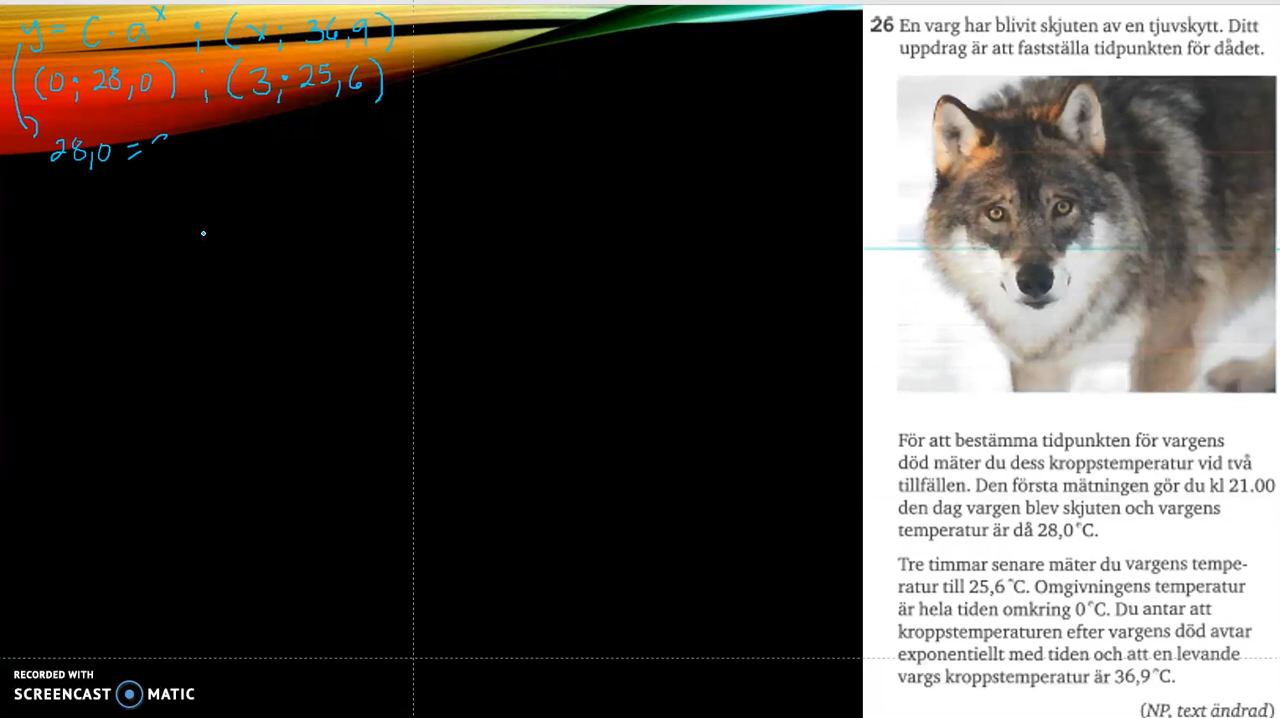 y = C · a^x ; (x; 36,9)
(0; 28,0) ; (3; 25,6)
28,0 =
RECORDED WITH
SCREENCAST MATIC
26 En varg har blivit skjuten av en tjuvskytt. Ditt
uppdrag är att fastställa tidpunkten för dådet.
För att bestämma tidpunkten för vargens
död mäter du dess kroppstemperatur vid två
tillfällen. Den första mätningen gör du kl 21.00
den dag vargen blev skjuten och vargens
temperatur är då 28,0 °C.
Tre timmar senare mäter du vargens tempe-
ratur till 25,6 °C. Omgivningens temperatur
är hela tiden omkring 0 °C. Du antar att
kroppstemperaturen efter vargens död avtar
exponentiellt med tiden och att en levande
vargs kroppstemperatur är 36,9 °C.
(NP, text ändrad)